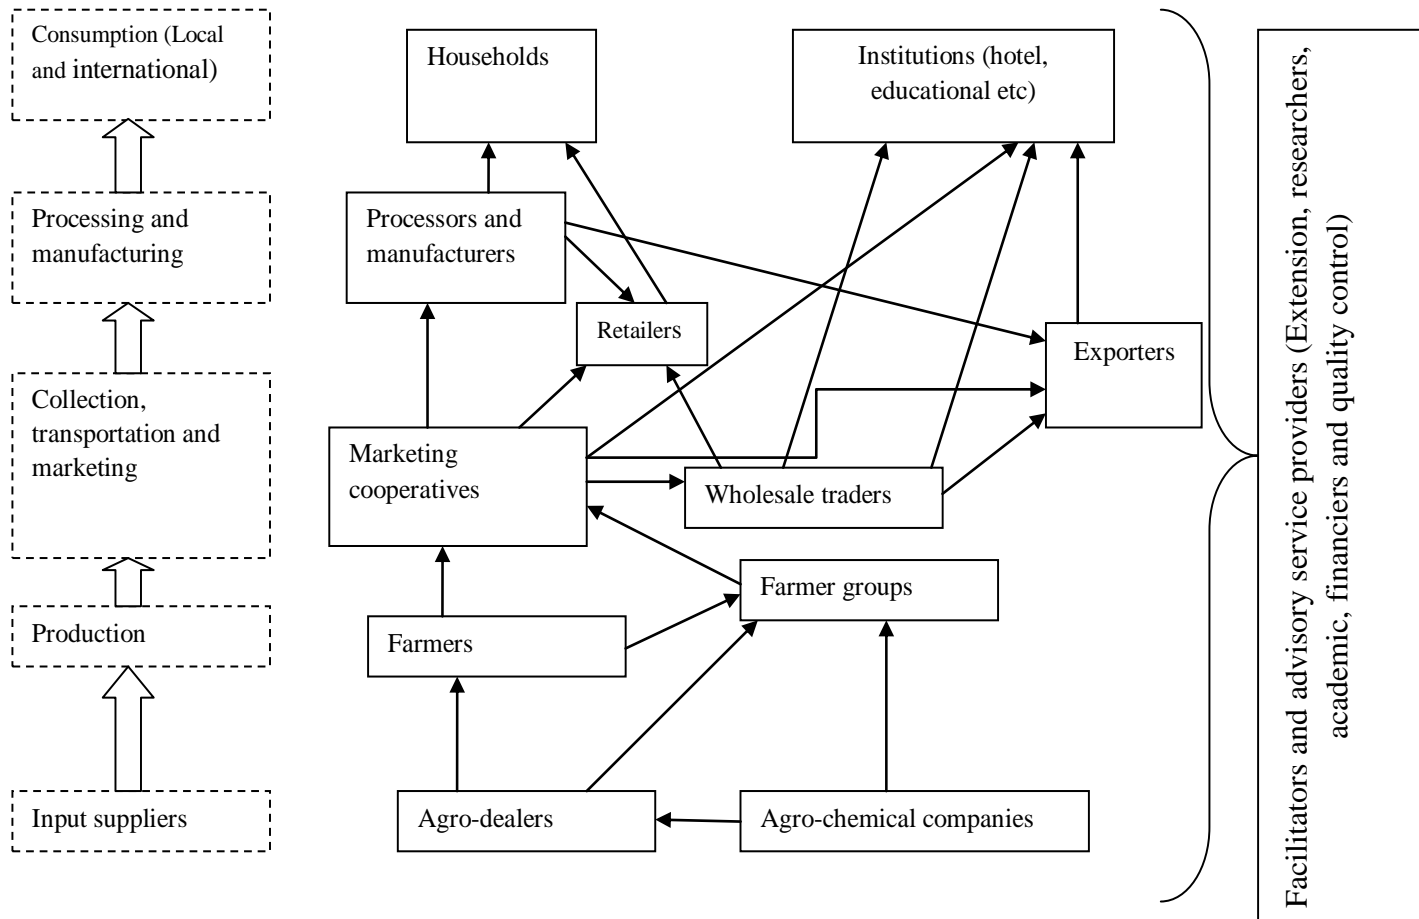 Consumption (Local
and international)
Households
Institutions (hotel,
educational etc)
Processing and
manufacturing
Processors and
manufacturers
Retailers
Exporters
Collection,
transportation and
marketing
Marketing
cooperatives
Wholesale traders
Farmer groups
Production
Farmers
Input suppliers
Agro-dealers
Agro-chemical companies
Facilitators and advisory service providers (Extension, researchers,
academic, financiers and quality control)